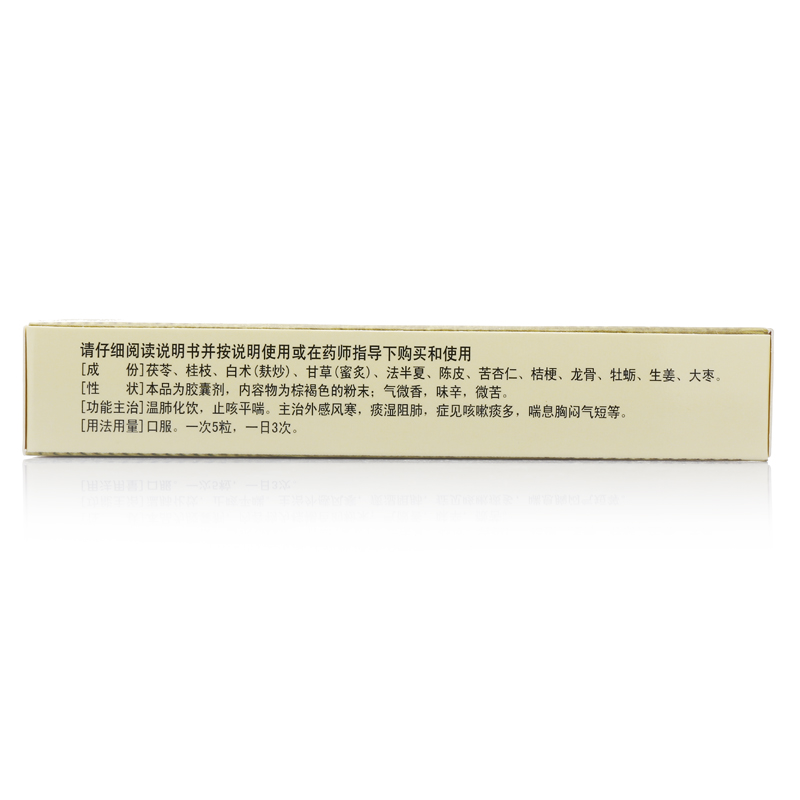 请仔细阅读说明书并按说明使用或在药师指导下购买和使用
[成　份]茯苓、桂枝、白术(麸炒)、甘草(蜜炙)、法半夏、陈皮、苦杏仁、桔梗、龙骨、牡蛎、生姜、大枣。
[性　状]本品为胶囊剂，内容物为棕褐色的粉末；气微香，味辛，微苦。
[功能主治]温肺化饮，止咳平喘。主治外感风寒，痰湿阻肺，症见咳嗽痰多，喘息胸闷气短等。
[用法用量]口服。一次5粒，一日3次。